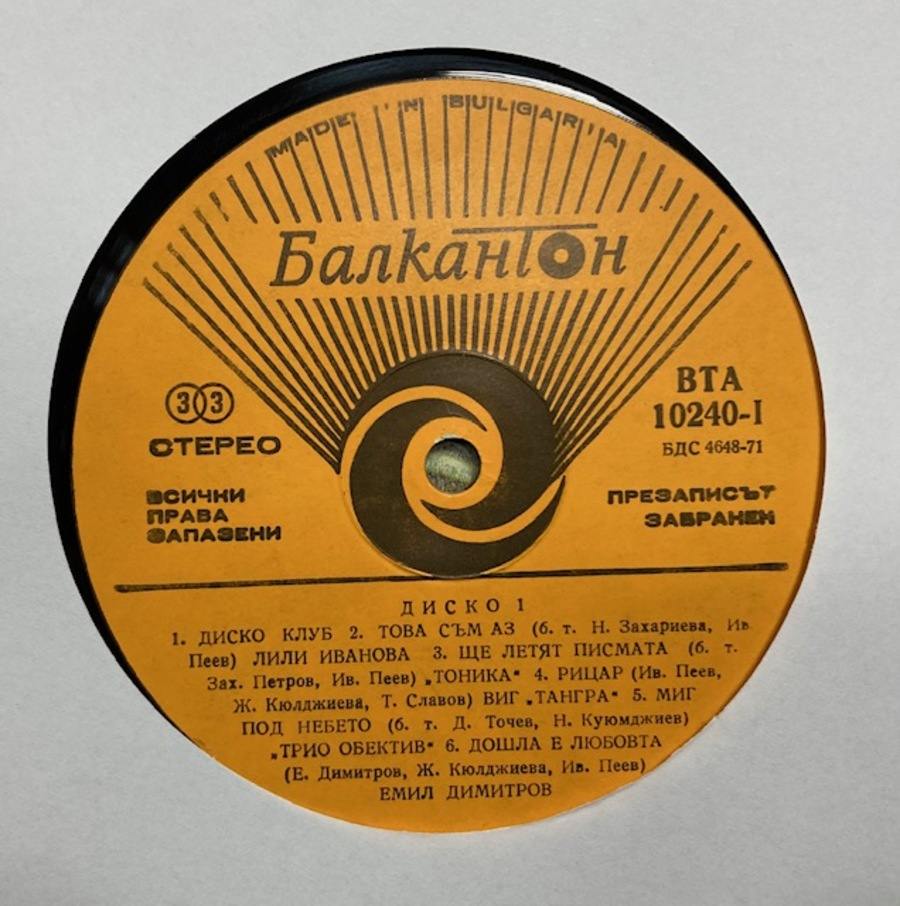 MADE IN BULGARIA
Балкантон
33
СТЕРЕО
ВСИЧКИ
ПРАВА
ЗАПАЗЕНИ
ВТА
10240-I
БДС 4648-71
ПРЕЗАПИСЪТ
ЗАБРАНЕН
ДИСКО 1
1. ДИСКО КЛУБ 2. ТОВА СЪМ АЗ (б. т. Н. Захариева, Ив.
Пеев) ЛИЛИ ИВАНОВА 3. ЩЕ ЛЕТЯТ ПИСМАТА (б. т.
Зах. Петров, Ив. Пеев) „ТОНИКА“ 4. РИЦАР (Ив. Пеев,
Ж. Кюлджиева, Т. Славов) ВИГ „ТАНГРА“ 5. МИГ
ПОД НЕБЕТО (б. т. Д. Точев, Н. Куюмджиев)
„ТРИО ОБЕКТИВ“ 6. ДОШЛА Е ЛЮБОВТА
(Е. Димитров, Ж. Кюлджиева, Ив. Пеев)
ЕМИЛ ДИМИТРОВ